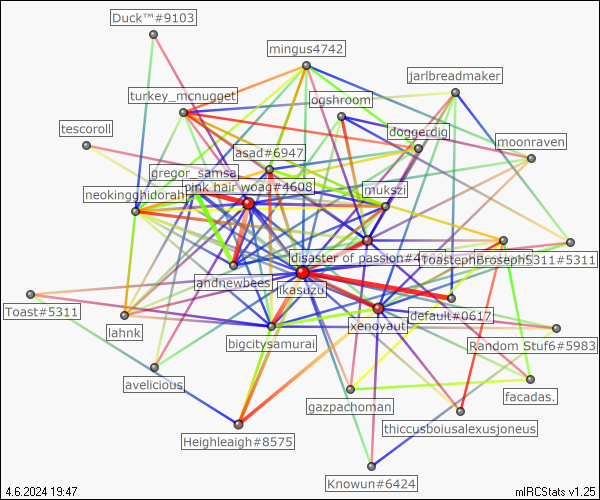 Duck™#9103
mingus4742
jarlbreadmaker
turkey_mcnugget
ogshroom
tescoroll
doggerdig
moonraven
asad#6947
gregor_samsa.
pink hair woag#4608
mukszi
neokingghidorah
disaster of passion#4
ToastephBroseph5311#5311
andnewbees
ikasuzu
Toast#5311
default#0617
lahnk
xenoyaut
bigcitysamurai
Random Stuf6#5983
avelicious
facadas.
gazpachoman
thiccusboiusalexusjoneus
Heighleaigh#8575
Knowun#6424
4.6.2024 19:47
mIRCStats v1.25